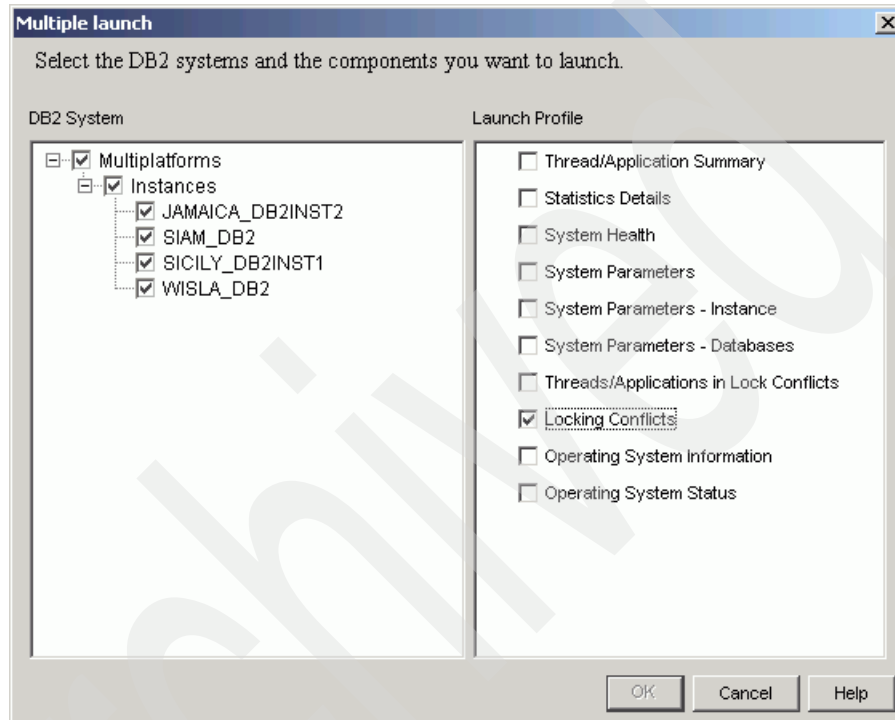 Multiple launch
Select the DB2 systems and the components you want to launch.
DB2 System
Multiplatforms
Instances
JAMAICA_DB2INST2
SIAM_DB2
SICILY_DB2INST1
WISLA_DB2
Launch Profile
Thread/Application Summary
Statistics Details
System Health
System Parameters
System Parameters - Instance
System Parameters - Databases
Threads/Applications in Lock Conflicts
Locking Conflicts
Operating System Information
Operating System Status
OK
Cancel
Help